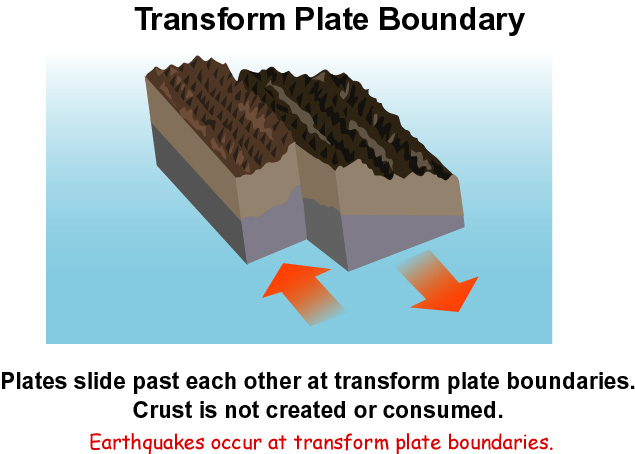 Transform Plate Boundary
Plates slide past each other at transform plate boundaries.
Crust is not created or consumed.
Earthquakes occur at transform plate boundaries.